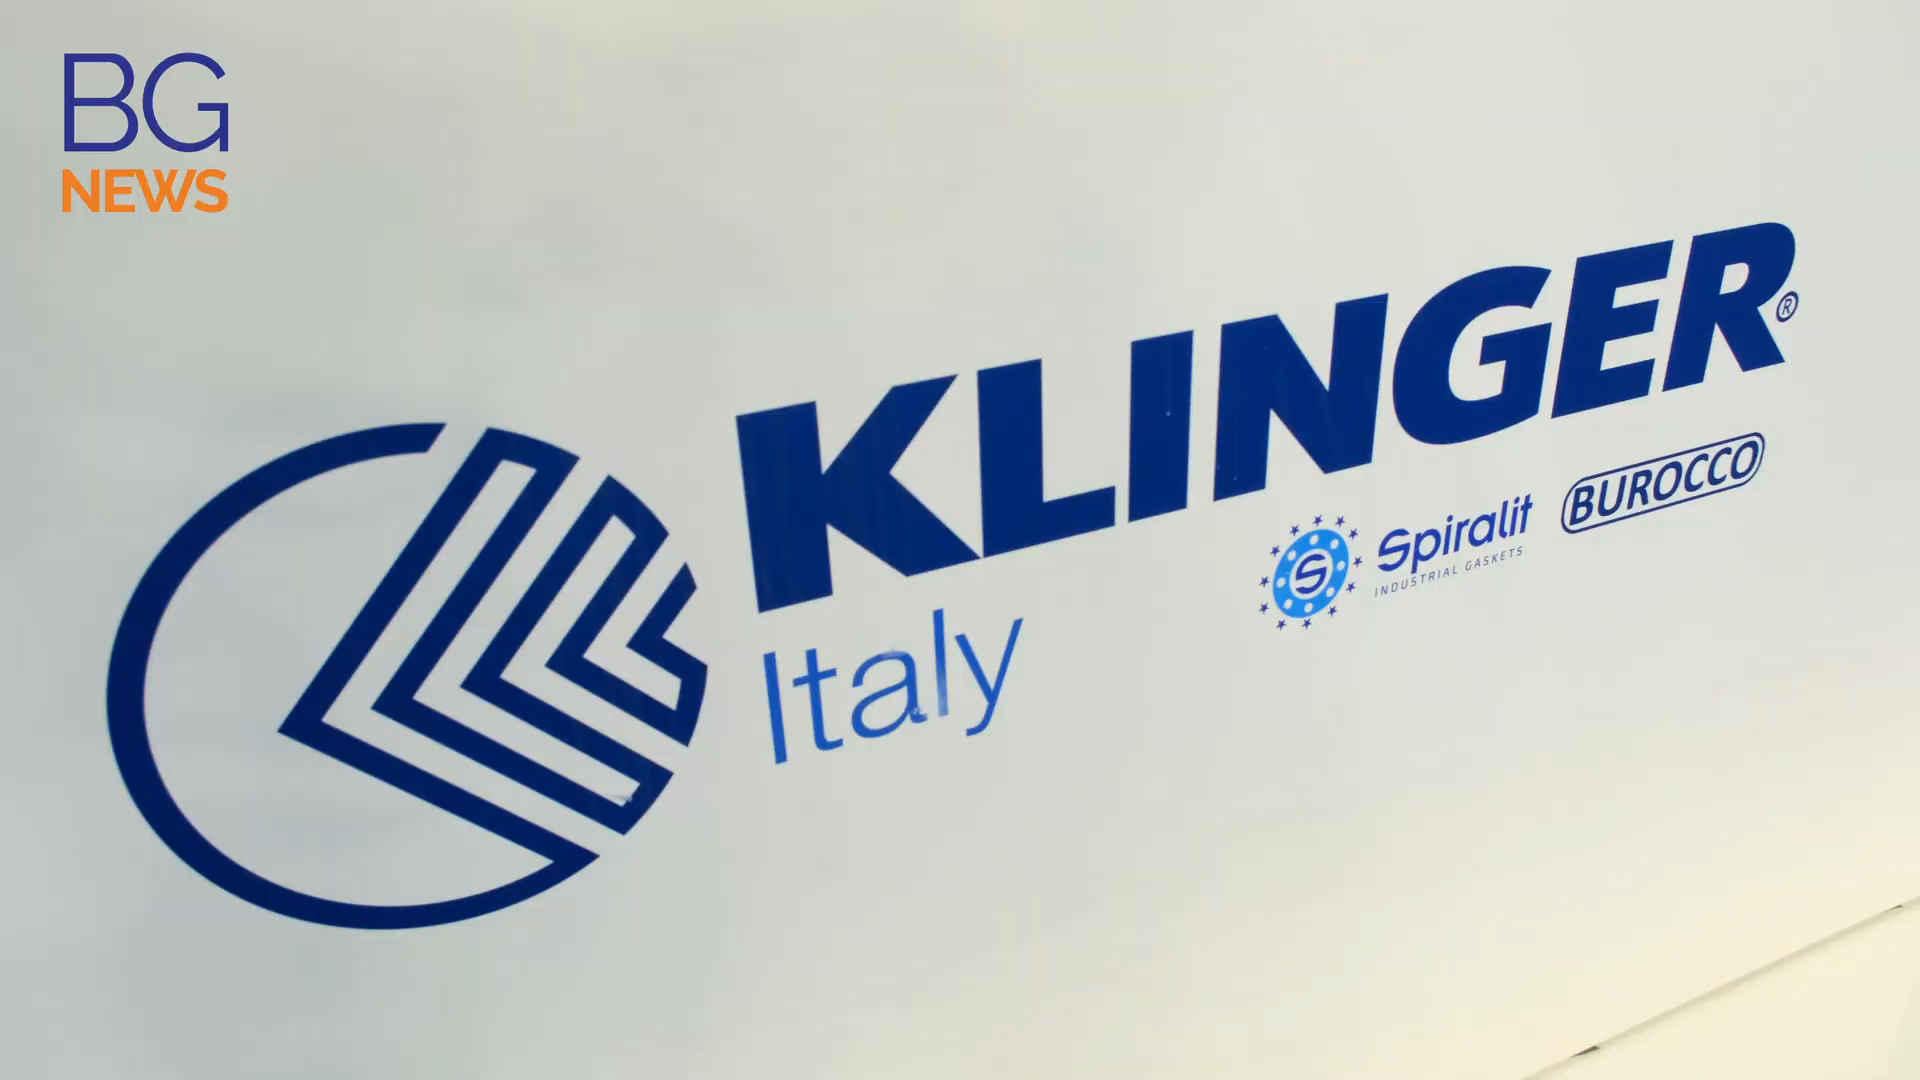 BG
NEWS
KLINGER®
Italy
S
Spiralit
INDUSTRIAL GASKETS
BUROCCO